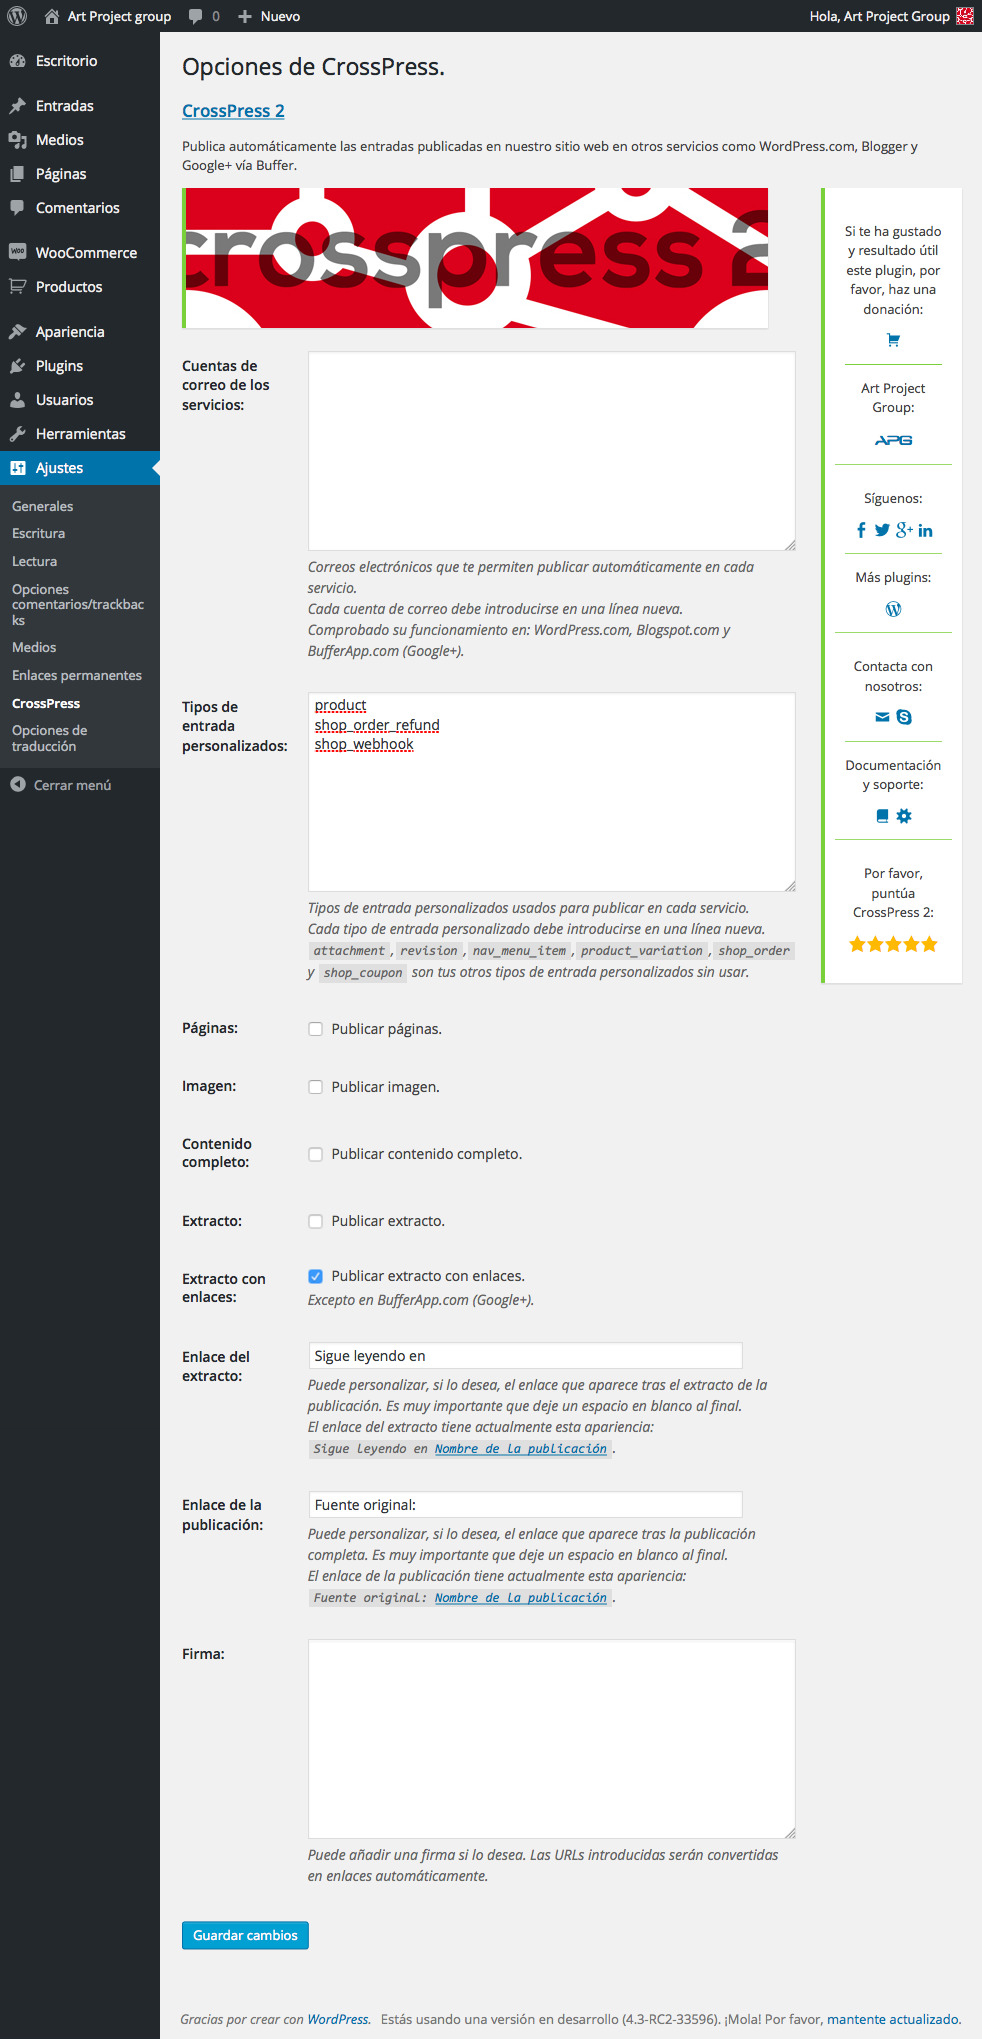 Art Project group
0
Nuevo
Hola, Art Project Group
Escritorio
Entradas
Medios
Páginas
Comentarios
WooCommerce
Productos
Apariencia
Plugins
Usuarios
Herramientas
Ajustes
Generales
Escritura
Lectura
Opciones
comentarios/trackbac
ks
Medios
Enlaces permanentes
CrossPress
Opciones de
traducción
Cerrar menú
Opciones de CrossPress.
CrossPress 2
Publica automáticamente las entradas publicadas en nuestro sitio web en otros servicios como WordPress.com, Blogger y
Google+ vía Buffer.
crosspress 2
Cuentas de
correo de los
servicios:
Correos electrónicos que te permiten publicar automáticamente en cada
servicio.
Cada cuenta de correo debe introducirse en una línea nueva.
Comprobado su funcionamiento en: WordPress.com, Blogspot.com y
BufferApp.com (Google+).
Tipos de
entrada
personalizados:
product
shop_order_refund
shop_webhook
Tipos de entrada personalizados usados para publicar en cada servicio.
Cada tipo de entrada personalizado debe introducirse en una línea nueva.
attachment, revision, nav_menu_item, product_variation, shop_order
y shop_coupon son tus otros tipos de entrada personalizados sin usar.
Páginas:
Publicar páginas.
Imagen:
Publicar imagen.
Contenido
completo:
Publicar contenido completo.
Extracto:
Publicar extracto.
Extracto con
enlaces:
Publicar extracto con enlaces.
Excepto en BufferApp.com (Google+).
Enlace del
extracto:
Sigue leyendo en
Puede personalizar, si lo desea, el enlace que aparece tras el extracto de la
publicación. Es muy importante que deje un espacio en blanco al final.
El enlace del extracto tiene actualmente esta apariencia:
Sigue leyendo en Nombre de la publicación.
Enlace de la
publicación:
Fuente original:
Puede personalizar, si lo desea, el enlace que aparece tras la publicación
completa. Es muy importante que deje un espacio en blanco al final.
El enlace de la publicación tiene actualmente esta apariencia:
Fuente original: Nombre de la publicación.
Firma:
Puede añadir una firma si lo desea. Las URLs introducidas serán convertidas
en enlaces automáticamente.
Guardar cambios
Si te ha gustado
y resultado útil
este plugin, por
favor, haz una
donación:
Art Project
Group:
APG
Síguenos:
Más plugins:
Contacta con
nosotros:
Documentación
y soporte:
Por favor,
puntúa
CrossPress 2:
Gracias por crear con WordPress. Estás usando una versión en desarrollo (4.3-RC2-33596). ¡Mola! Por favor, mantente actualizado.